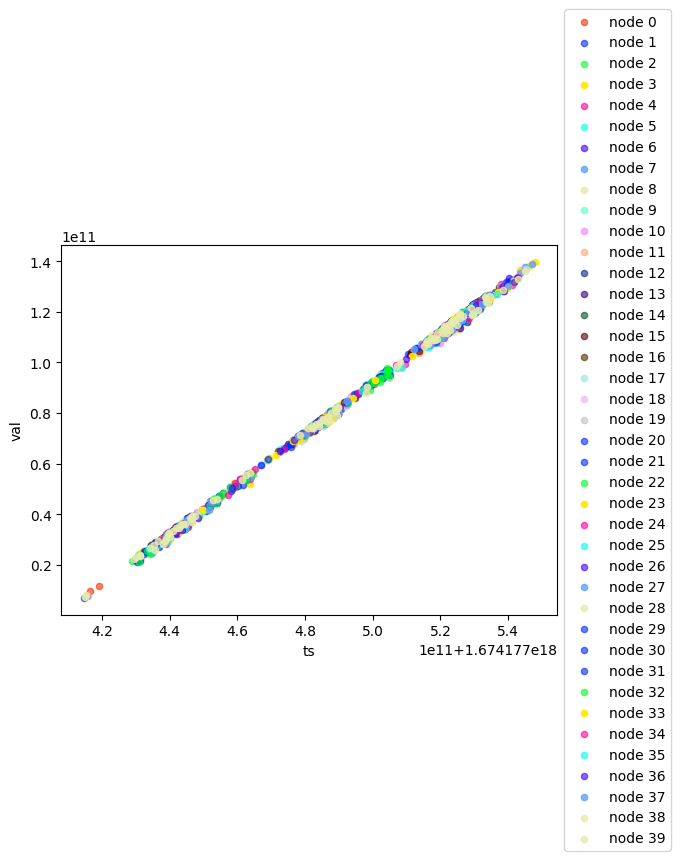 1e11
1.4
1.2
1.0
0.8
0.6
0.4
0.2
val
4.2 4.4 4.6 4.8 5.0 5.2 5.4
ts
1e11+1.674177e18
node 0
node 1
node 2
node 3
node 4
node 5
node 6
node 7
node 8
node 9
node 10
node 11
node 12
node 13
node 14
node 15
node 16
node 17
node 18
node 19
node 20
node 21
node 22
node 23
node 24
node 25
node 26
node 27
node 28
node 29
node 30
node 31
node 32
node 33
node 34
node 35
node 36
node 37
node 38
node 39